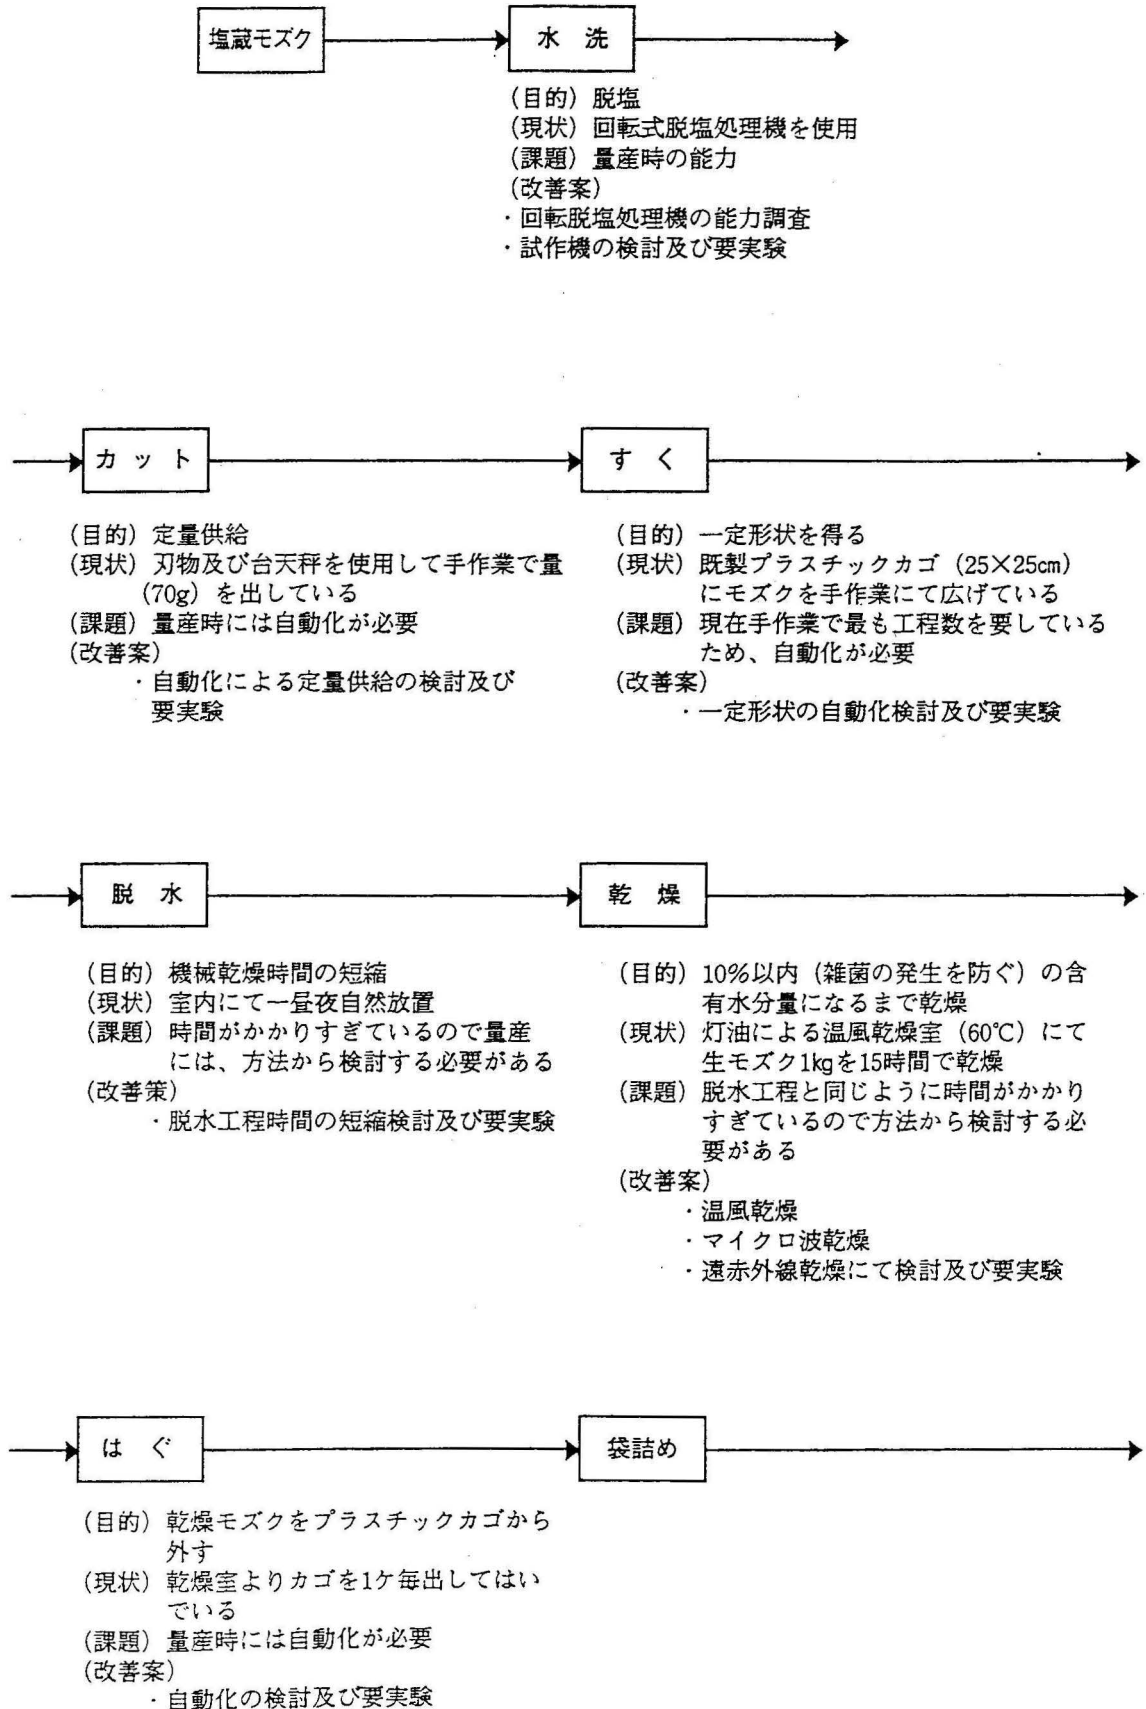 塩蔵モズク
水 洗
(目的) 脱塩
(現状) 回転式脱塩処理機を使用
(課題) 量産時の能力
(改善案)
・回転脱塩処理機の能力調査
・試作機の検討及び要実験
カ ッ ト
(目的) 定量供給
(現状) 刃物及び台天秤を使用して手作業で量
(70g) を出している
(課題) 量産時には自動化が必要
(改善案)
・自動化による定量供給の検討及び
要実験
す く
(目的) 一定形状を得る
(現状) 既製プラスチックカゴ (25×25cm)
にモズクを手作業にて広げている
(課題) 現在手作業で最も工程数を要している
ため、自動化が必要
(改善案)
・一定形状の自動化検討及び要実験
脱 水
(目的) 機械乾燥時間の短縮
(現状) 室内にて一昼夜自然放置
(課題) 時間がかかりすぎているので量産
には、方法から検討する必要がある
(改善策)
・脱水工程時間の短縮検討及び要実験
乾 燥
(目的) 10%以内 (雑菌の発生を防ぐ) の含
有水分量になるまで乾燥
(現状) 灯油による温風乾燥室 (60℃) にて
生モズク1kgを15時間で乾燥
(課題) 脱水工程と同じように時間がかかり
すぎているので方法から検討する必
要がある
(改善案)
・温風乾燥
・マイクロ波乾燥
・遠赤外線乾燥にて検討及び要実験
は ぐ
(目的) 乾燥モズクをプラスチックカゴから
外す
(現状) 乾燥室よりカゴを1ケ毎出してはい
でいる
(課題) 量産時には自動化が必要
(改善案)
・自動化の検討及び要実験
袋詰め